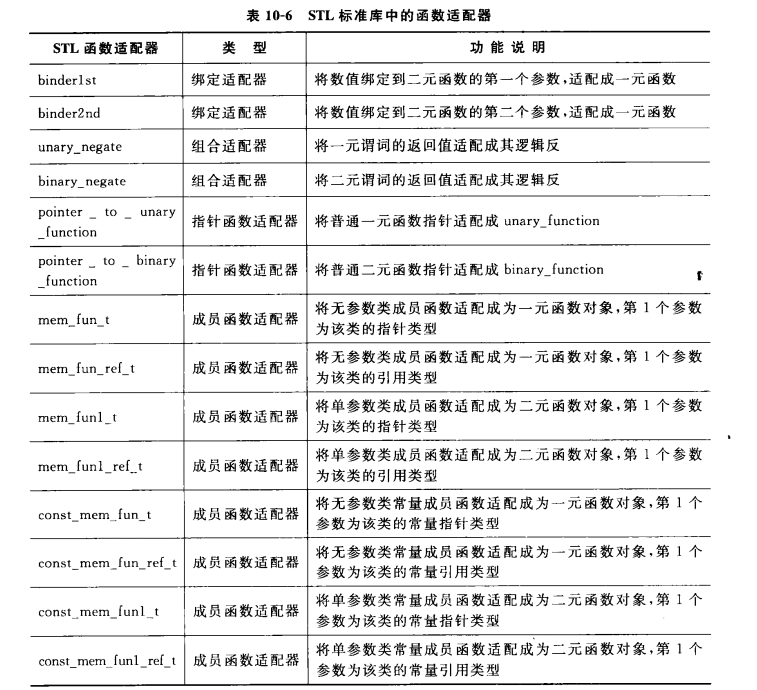 表 10-6 STL 标准库中的函数适配器
STL 函数适配器 类 型 功 能 说 明
binder1st 绑定适配器 将数值绑定到二元函数的第一个参数,适配成一元函数
binder2nd 绑定适配器 将数值绑定到二元函数的第二个参数,适配成一元函数
unary_negate 组合适配器 将一元谓词的返回值适配成其逻辑反
binary_negate 组合适配器 将二元谓词的返回值适配成其逻辑反
pointer _ to _ unary
_function 指针函数适配器 将普通一元函数指针适配成 unary_function
pointer _ to _ binary
_function 指针函数适配器 将普通二元函数指针适配成 binary_function
mem_fun_t 成员函数适配器 将无参数类成员函数适配成为一元函数对象,第 1 个参数
为该类的指针类型
mem_fun_ref_t 成员函数适配器 将无参数类成员函数适配成为一元函数对象,第 1 个参数
为该类的引用类型
mem_fun1_t 成员函数适配器 将单参数类成员函数适配成为二元函数对象,第 1 个参数
为该类的指针类型
mem_fun1_ref_t 成员函数适配器 将单参数类成员函数适配成为二元函数对象,第 1 个参数
为该类的引用类型
const_mem_fun_t 成员函数适配器 将无参数类常量成员函数适配成为一元函数对象,第 1 个
参数为该类的常量指针类型
const_mem_fun_ref_t 成员函数适配器 将无参数类常量成员函数适配成为一元函数对象,第 1 个
参数为该类的常量引用类型
const_mem_fun1_t 成员函数适配器 将单参数类常量成员函数适配成为二元函数对象,第 1 个
参数为该类的常量指针类型
const_mem_fun1_ref_t 成员函数适配器 将单参数类常量成员函数适配成为二元函数对象,第 1 个
参数为该类的常量引用类型